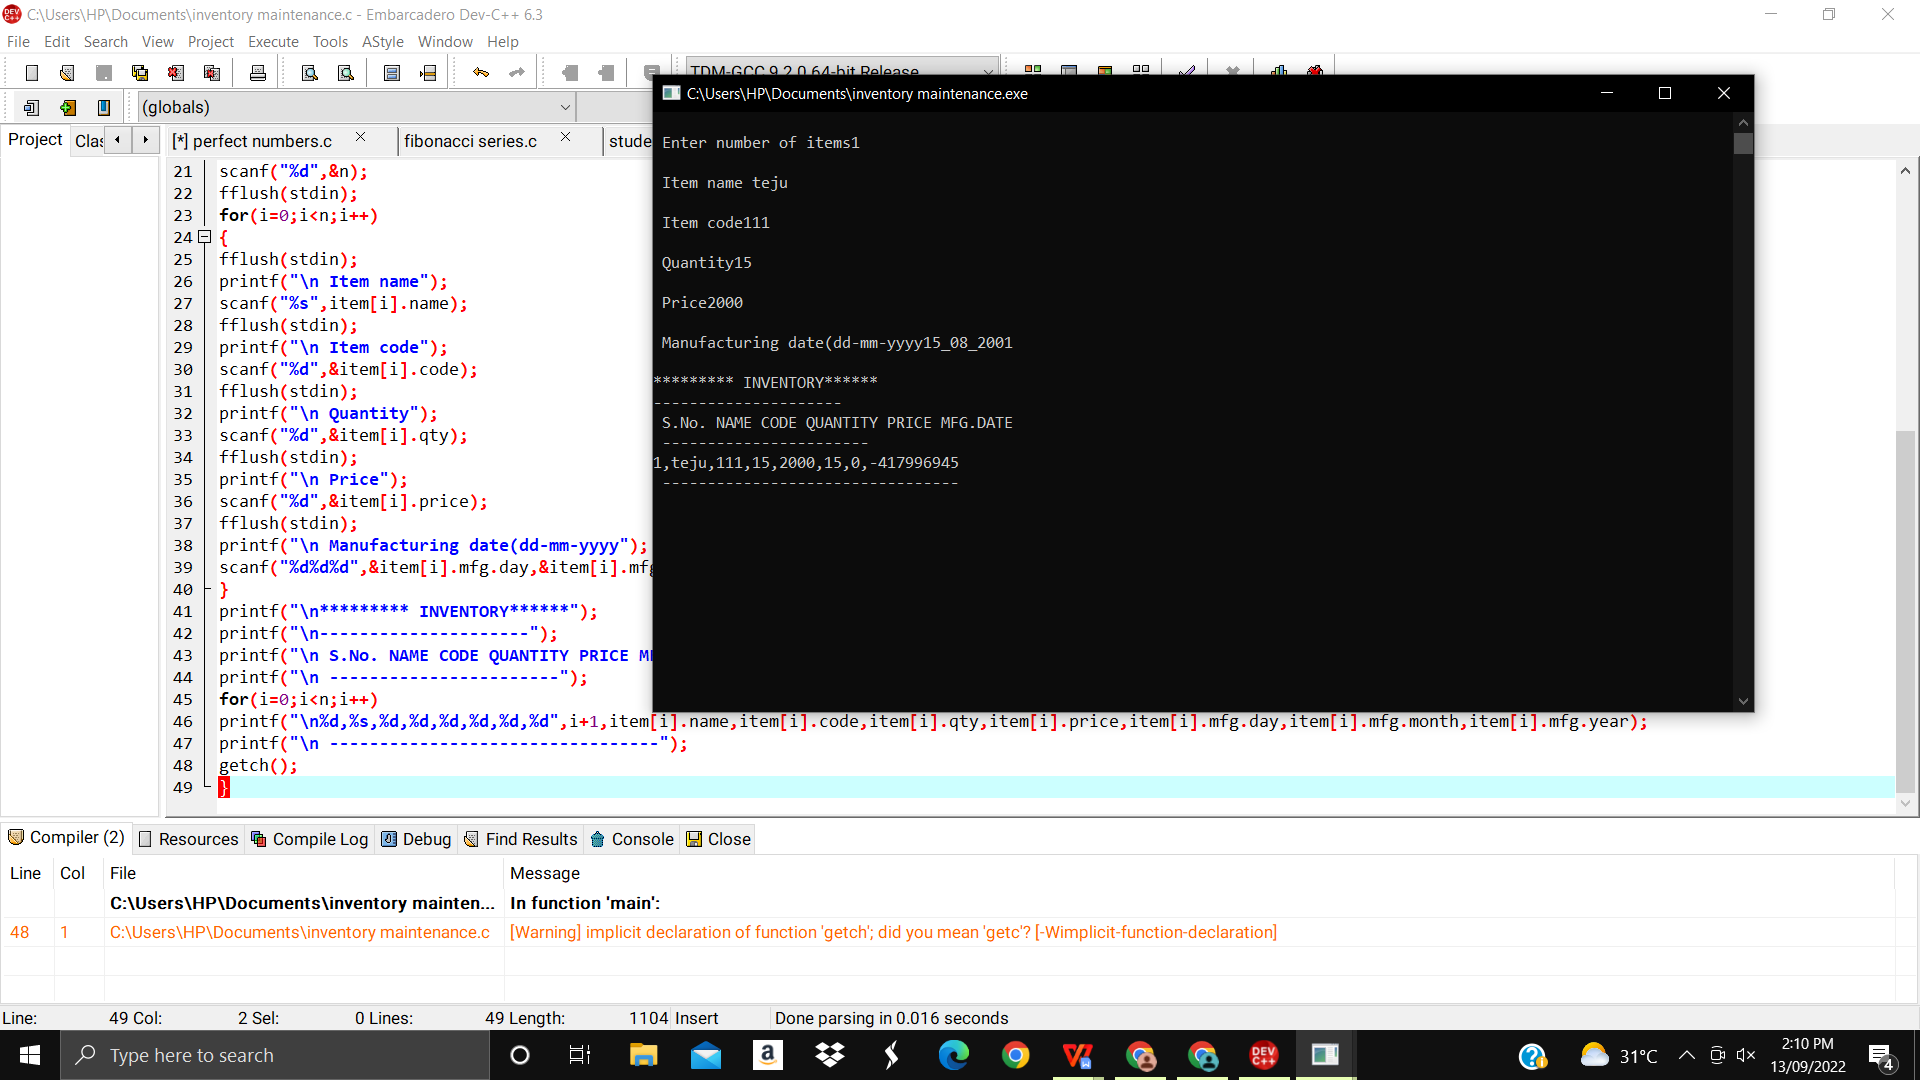 C:\Users\HP\Documents\inventory maintenance.c - Embarcadero Dev-C++ 6.3
File Edit Search View Project Execute Tools AStyle Window Help
TDM-GCC 9.2.0 64-bit Release
(globals)
Project
[*] perfect numbers.c
fibonacci series.c
21 scanf("%d",&n);
22 fflush(stdin);
23 for(i=0;i<n;i++)
24 {
25 fflush(stdin);
26 printf("\n Item name");
27 scanf("%s",item[i].name);
28 fflush(stdin);
29 printf("\n Item code");
30 scanf("%d",&item[i].code);
31 fflush(stdin);
32 printf("\n Quantity");
33 scanf("%d",&item[i].qty);
34 fflush(stdin);
35 printf("\n Price");
36 scanf("%d",&item[i].price);
37 fflush(stdin);
38 printf("\n Manufacturing date(dd-mm-yyyy");
39 scanf("%d%d%d",&item[i].mfg.day,&item[i].mfg
40 }
41 printf("\n********* INVENTORY******");
42 printf("\n---------------------");
43 printf("\n S.No. NAME CODE QUANTITY PRICE M
44 printf("\n -----------------------");
45 for(i=0;i<n;i++)
46 printf("\n%d,%s,%d,%d,%d,%d,%d,%d",i+1,item[i].name,item[i].code,item[i].qty,item[i].price,item[i].mfg.day,item[i].mfg.month,item[i].mfg.year);
47 printf("\n ---------------------------------");
48 getch();
49 }
C:\Users\HP\Documents\inventory maintenance.exe
Enter number of items1
Item name teju
Item code111
Quantity15
Price2000
Manufacturing date(dd-mm-yyyy15_08_2001
********* INVENTORY******
---------------------
S.No. NAME CODE QUANTITY PRICE MFG.DATE
-----------------------
1,teju,111,15,2000,15,0,-417996945
---------------------------------
Compiler (2) Resources Compile Log Debug Find Results Console Close
Line Col File Message
C:\Users\HP\Documents\inventory mainten... In function 'main':
48 1 C:\Users\HP\Documents\inventory maintenance.c [Warning] implicit declaration of function 'getch'; did you mean 'getc'? [-Wimplicit-function-declaration]
Line: 49 Col: 2 Sel: 0 Lines: 49 Length: 1104 Insert Done parsing in 0.016 seconds
Type here to search
31°C
2:10 PM
13/09/2022
4